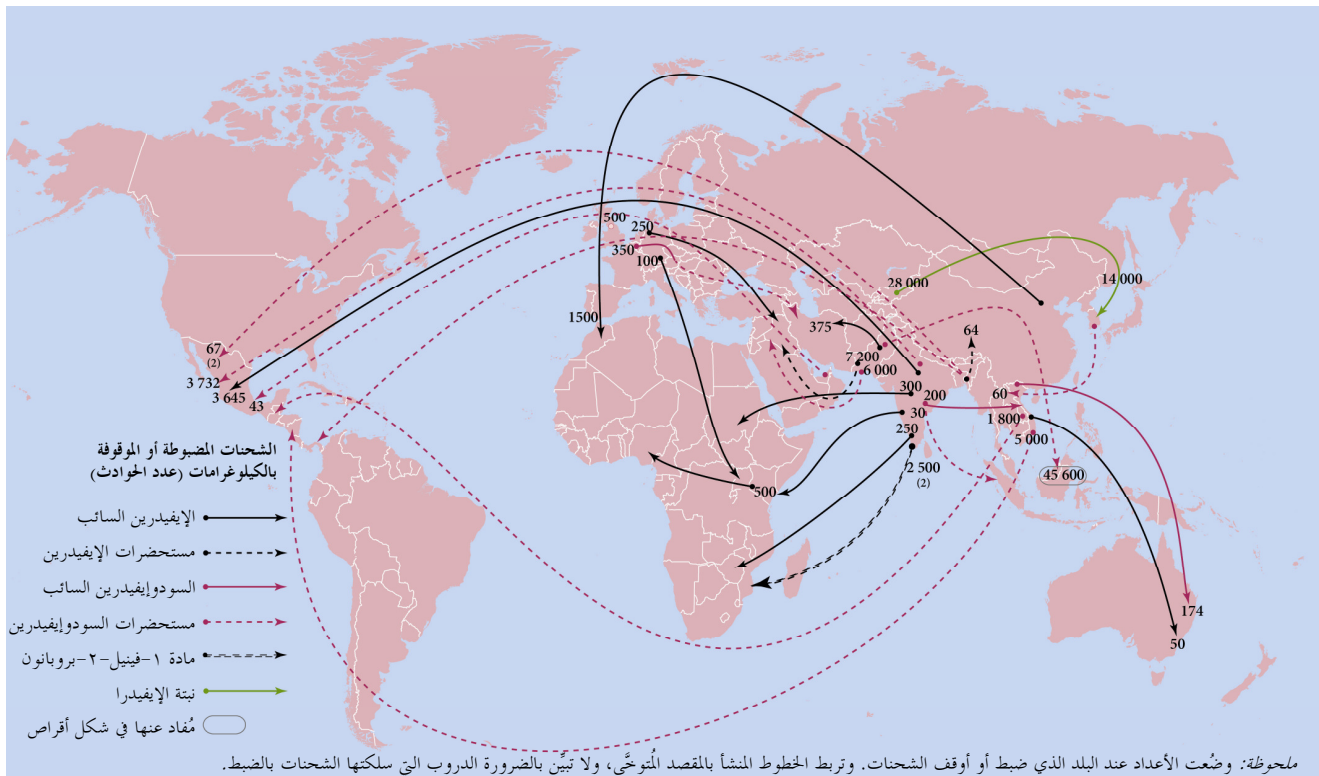 500
250
350
100
28 000
14 000
1500
375
64
7 200
6 000
67
(2)
3 732
3 645
43
300
200
30
250
60
1 800
5 000
2 500
(2)
45 600
500
174
50
الشحنات المضبوطة أو الموقوفة
بالكيلوغرامات (عدد الحوادث)
الإيفيدرين السائب
مستحضرات الإيفيدرين
السودوإيفيدرين السائب
مستحضرات السودوإيفيدرين
مادة ١-فينيل-٢-بروبانون
نبتة الإيفيدرا
مُفاد عنها في شكل أقراص
ملحوظة: وضُعت الأعداد عند البلد الذي ضبط أو أوقف الشحنات. وتربط الخطوط المنشأ بالمقصد المُتوخَّى، ولا تبيِّن بالضرورة الدروب التي سلكتها الشحنات بالضبط.